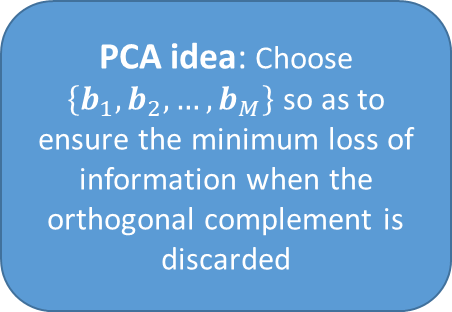 PCA idea: Choose
{𝒃₁, 𝒃₂, …, 𝒃_M} so as to
ensure the minimum loss of
information when the
orthogonal complement is
discarded